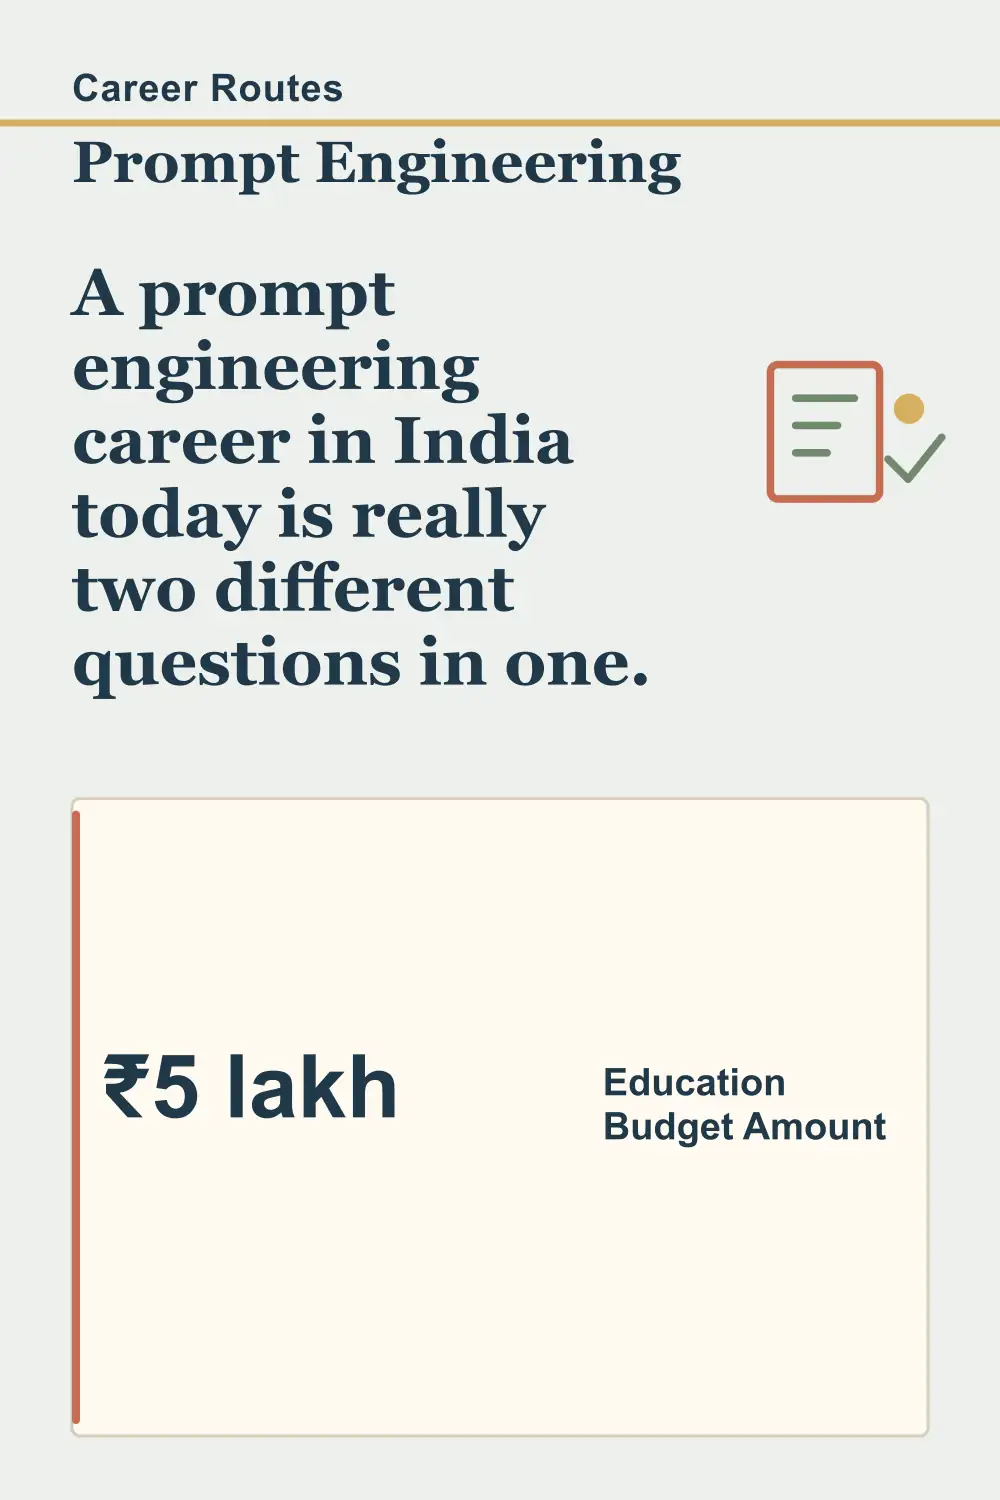 Career Routes
Prompt Engineering
A prompt
engineering
career in India
today is really
two different
questions in one.
₹5 lakh
Education
Budget Amount